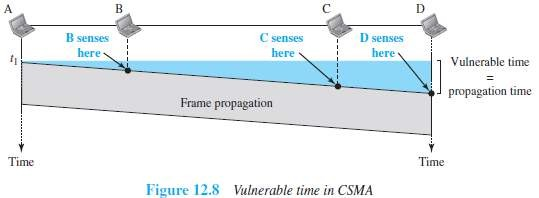 A B C D
B senses
here
C senses
here
D senses
here
t1
Vulnerable time
=
propagation time
Frame propagation
Time Time
Figure 12.8 Vulnerable time in CSMA